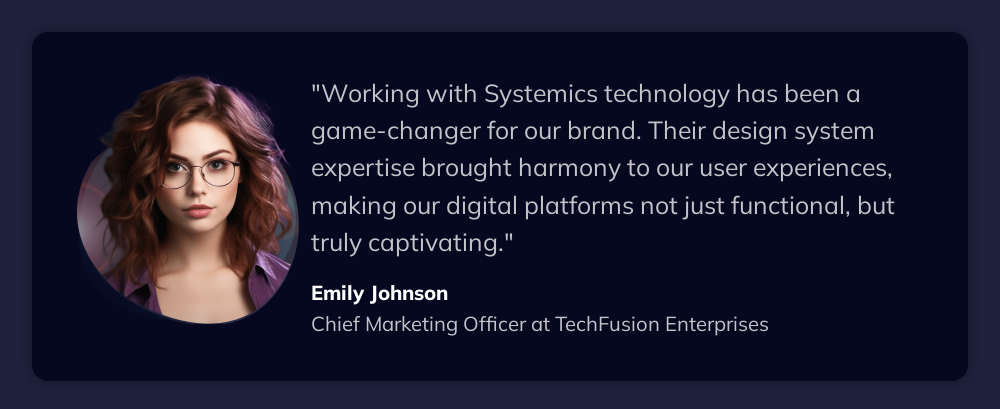 "Working with Systemics technology has been a
game-changer for our brand. Their design system
expertise brought harmony to our user experiences,
making our digital platforms not just functional, but
truly captivating."
Emily Johnson
Chief Marketing Officer at TechFusion Enterprises